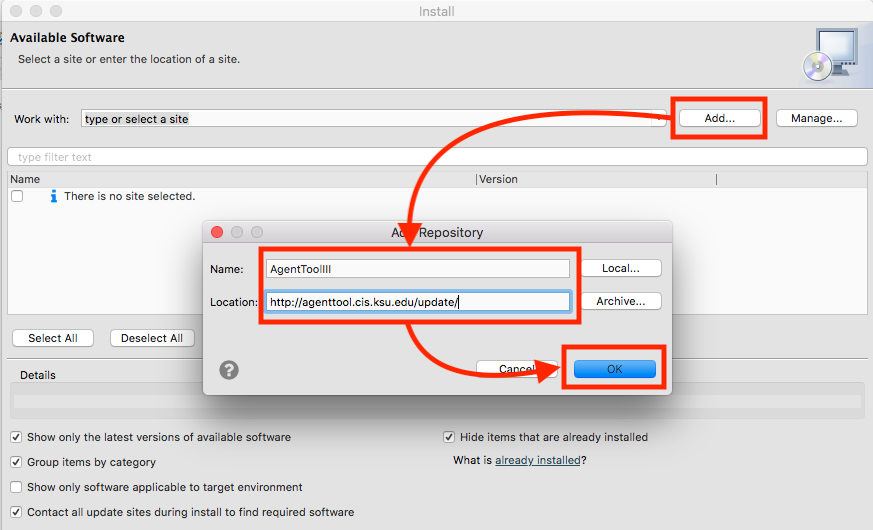 Install
Available Software
Select a site or enter the location of a site.
Work with: type or select a site Add... Manage...
type filter text
Name Version
There is no site selected.
Add Repository
Name: AgentToolIII Local...
Location: http://agenttool.cis.ksu.edu/update/ Archive...
Select All Deselect All
Cancel OK
Details
Show only the latest versions of available software Hide items that are already installed
Group items by category What is already installed?
Show only software applicable to target environment
Contact all update sites during install to find required software